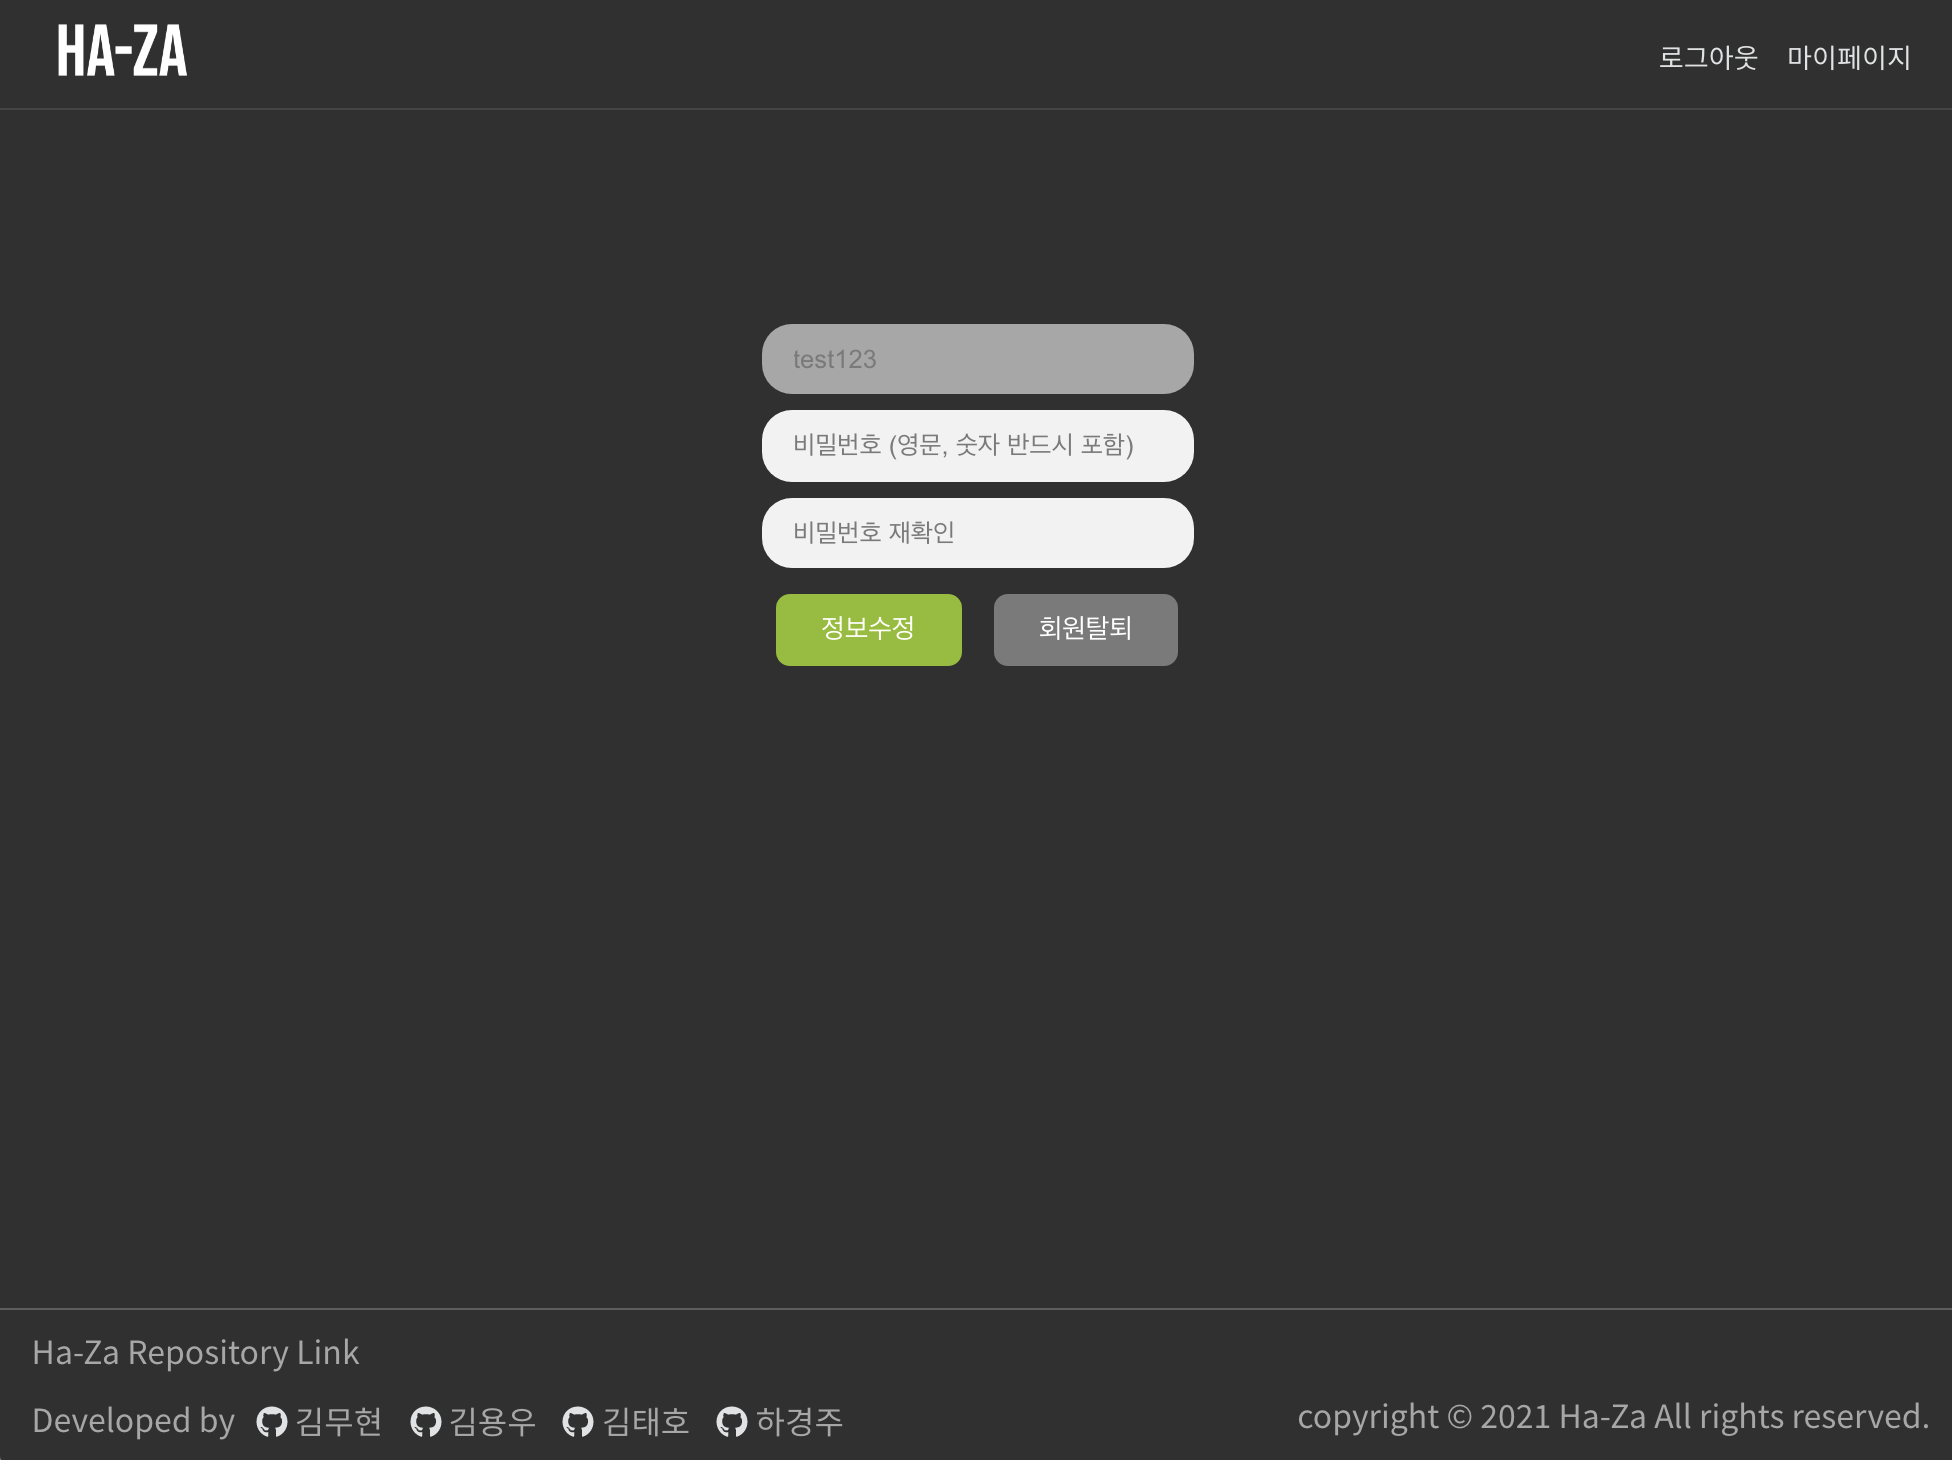 HA-ZA
로그아웃 마이페이지
test123
비밀번호 (영문, 숫자 반드시 포함)
비밀번호 재확인
정보수정 회원탈퇴
Ha-Za Repository Link
Developed by 김무현 김용우 김태호 하경주
copyright © 2021 Ha-Za All rights reserved.